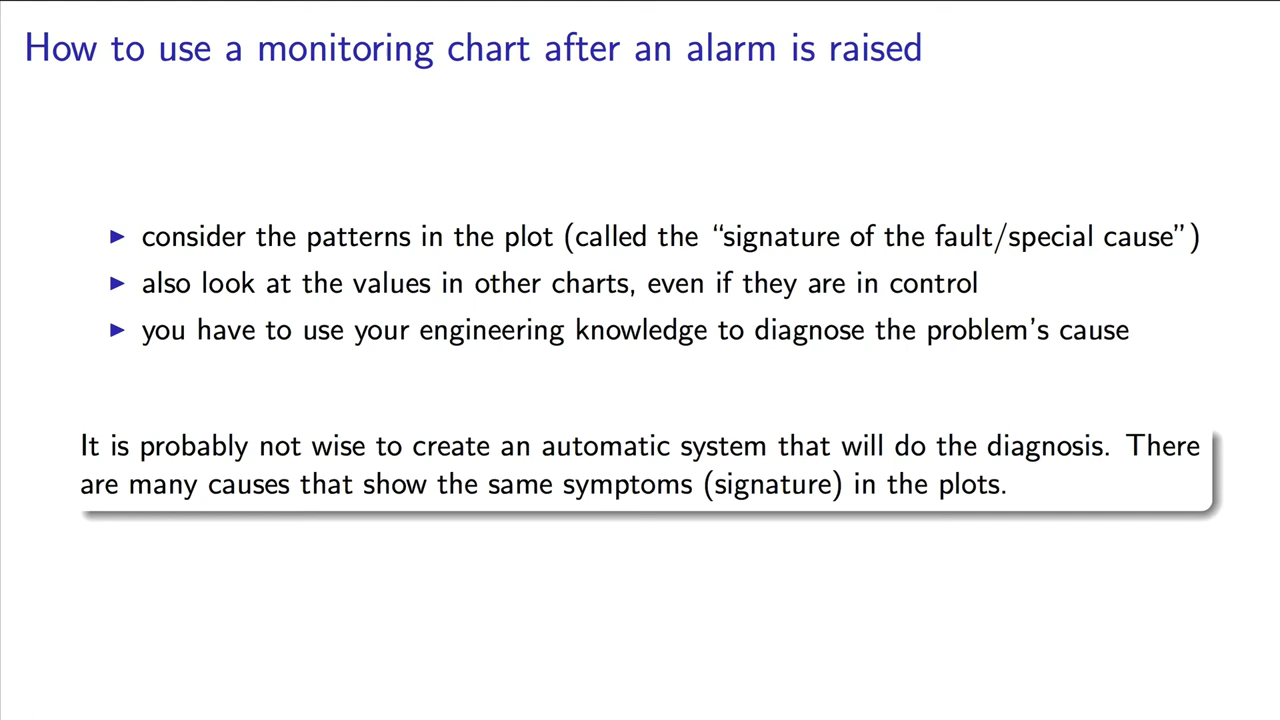 How to use a monitoring chart after an alarm is raised
▶ consider the patterns in the plot (called the “signature of the fault/special cause”)
▶ also look at the values in other charts, even if they are in control
▶ you have to use your engineering knowledge to diagnose the problem’s cause
It is probably not wise to create an automatic system that will do the diagnosis. There
are many causes that show the same symptoms (signature) in the plots.